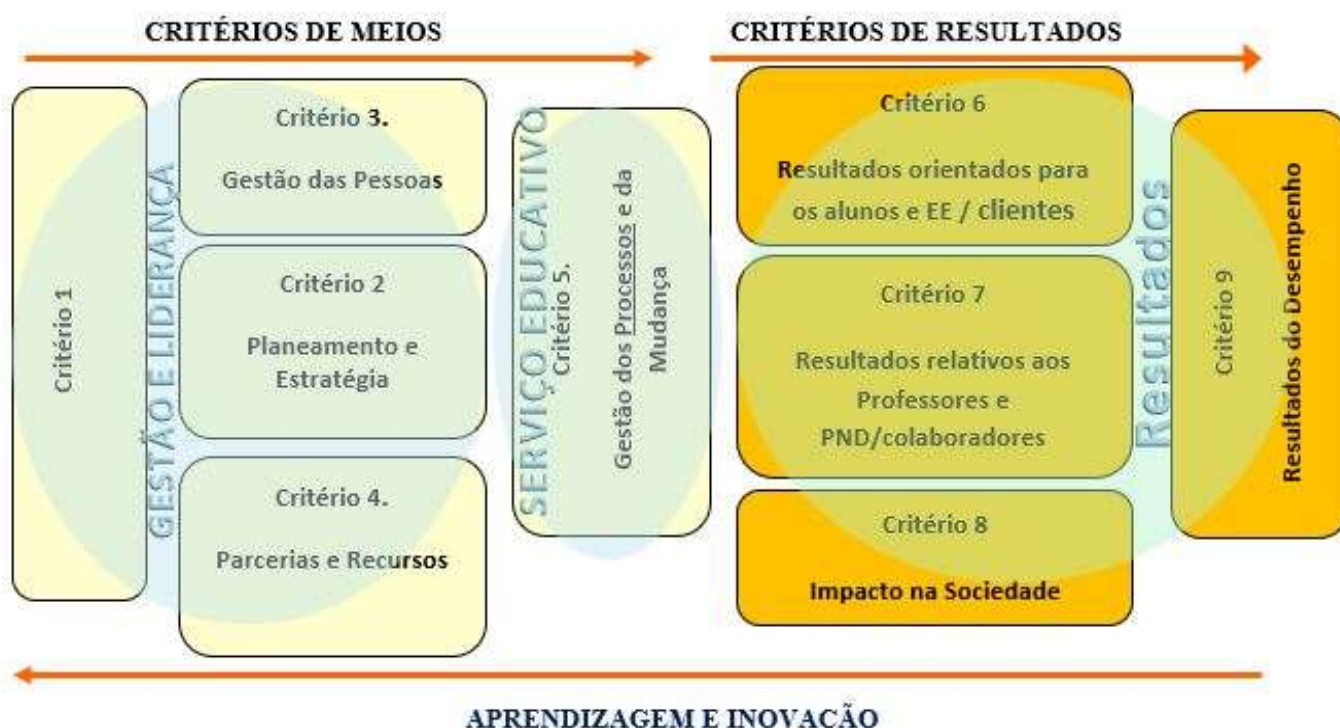 CRITÉRIOS DE MEIOS
CRITÉRIOS DE RESULTADOS
Critério 1
GESTÃO E LIDERANÇA
Critério 3.
Gestão das Pessoas
Critério 2
Planeamento e
Estratégia
Critério 4.
Parcerias e Recursos
SERVIÇO EDUCATIVO
Critério 5.
Gestão dos Processos e da
Mudança
Critério 6
Resultados orientados para
os alunos e EE / clientes
Critério 7
Resultados relativos aos
Professores e
PND/colaboradores
Critério 8
Impacto na Sociedade
Resultados
Critério 9
Resultados do Desempenho
APRENDIZAGEM E INOVAÇÃO